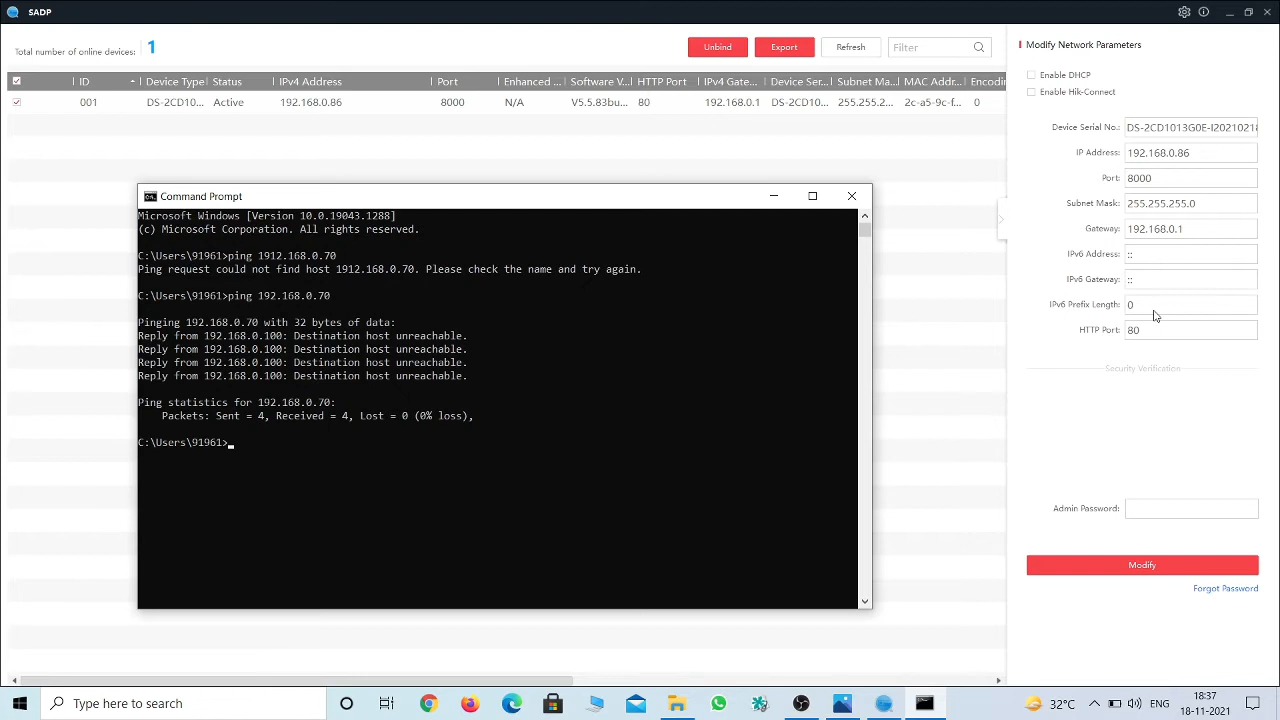 SADP
Total number of online devices: 1
Unbind
Export
Refresh
Filter
ID Device Type Status IPv4 Address Port Enhanced ... Software V... HTTP Port IPv4 Gate... Device Ser... Subnet Ma... MAC Addr... Encodin
001 DS-2CD10... Active 192.168.0.86 8000 N/A V5.5.83bu... 80 192.168.0.1 DS-2CD10... 255.255.2... 2c-a5-9c-f... 0
Modify Network Parameters
Enable DHCP
Enable Hik-Connect
Device Serial No.: DS-2CD1013G0E-I20210218
IP Address: 192.168.0.86
Port: 8000
Subnet Mask: 255.255.255.0
Gateway: 192.168.0.1
IPv6 Address: ::
IPv6 Gateway: ::
IPv6 Prefix Length: 0
HTTP Port: 80
Security Verification
Admin Password:
Modify
Forgot Password
Command Prompt
Microsoft Windows [Version 10.0.19043.1288]
(c) Microsoft Corporation. All rights reserved.
C:\Users\91961>ping 1912.168.0.70
Ping request could not find host 1912.168.0.70. Please check the name and try again.
C:\Users\91961>ping 192.168.0.70
Pinging 192.168.0.70 with 32 bytes of data:
Reply from 192.168.0.100: Destination host unreachable.
Reply from 192.168.0.100: Destination host unreachable.
Reply from 192.168.0.100: Destination host unreachable.
Reply from 192.168.0.100: Destination host unreachable.
Ping statistics for 192.168.0.70:
Packets: Sent = 4, Received = 4, Lost = 0 (0% loss),
C:\Users\91961>
Type here to search
32°C
ENG
18:37
18-11-2021